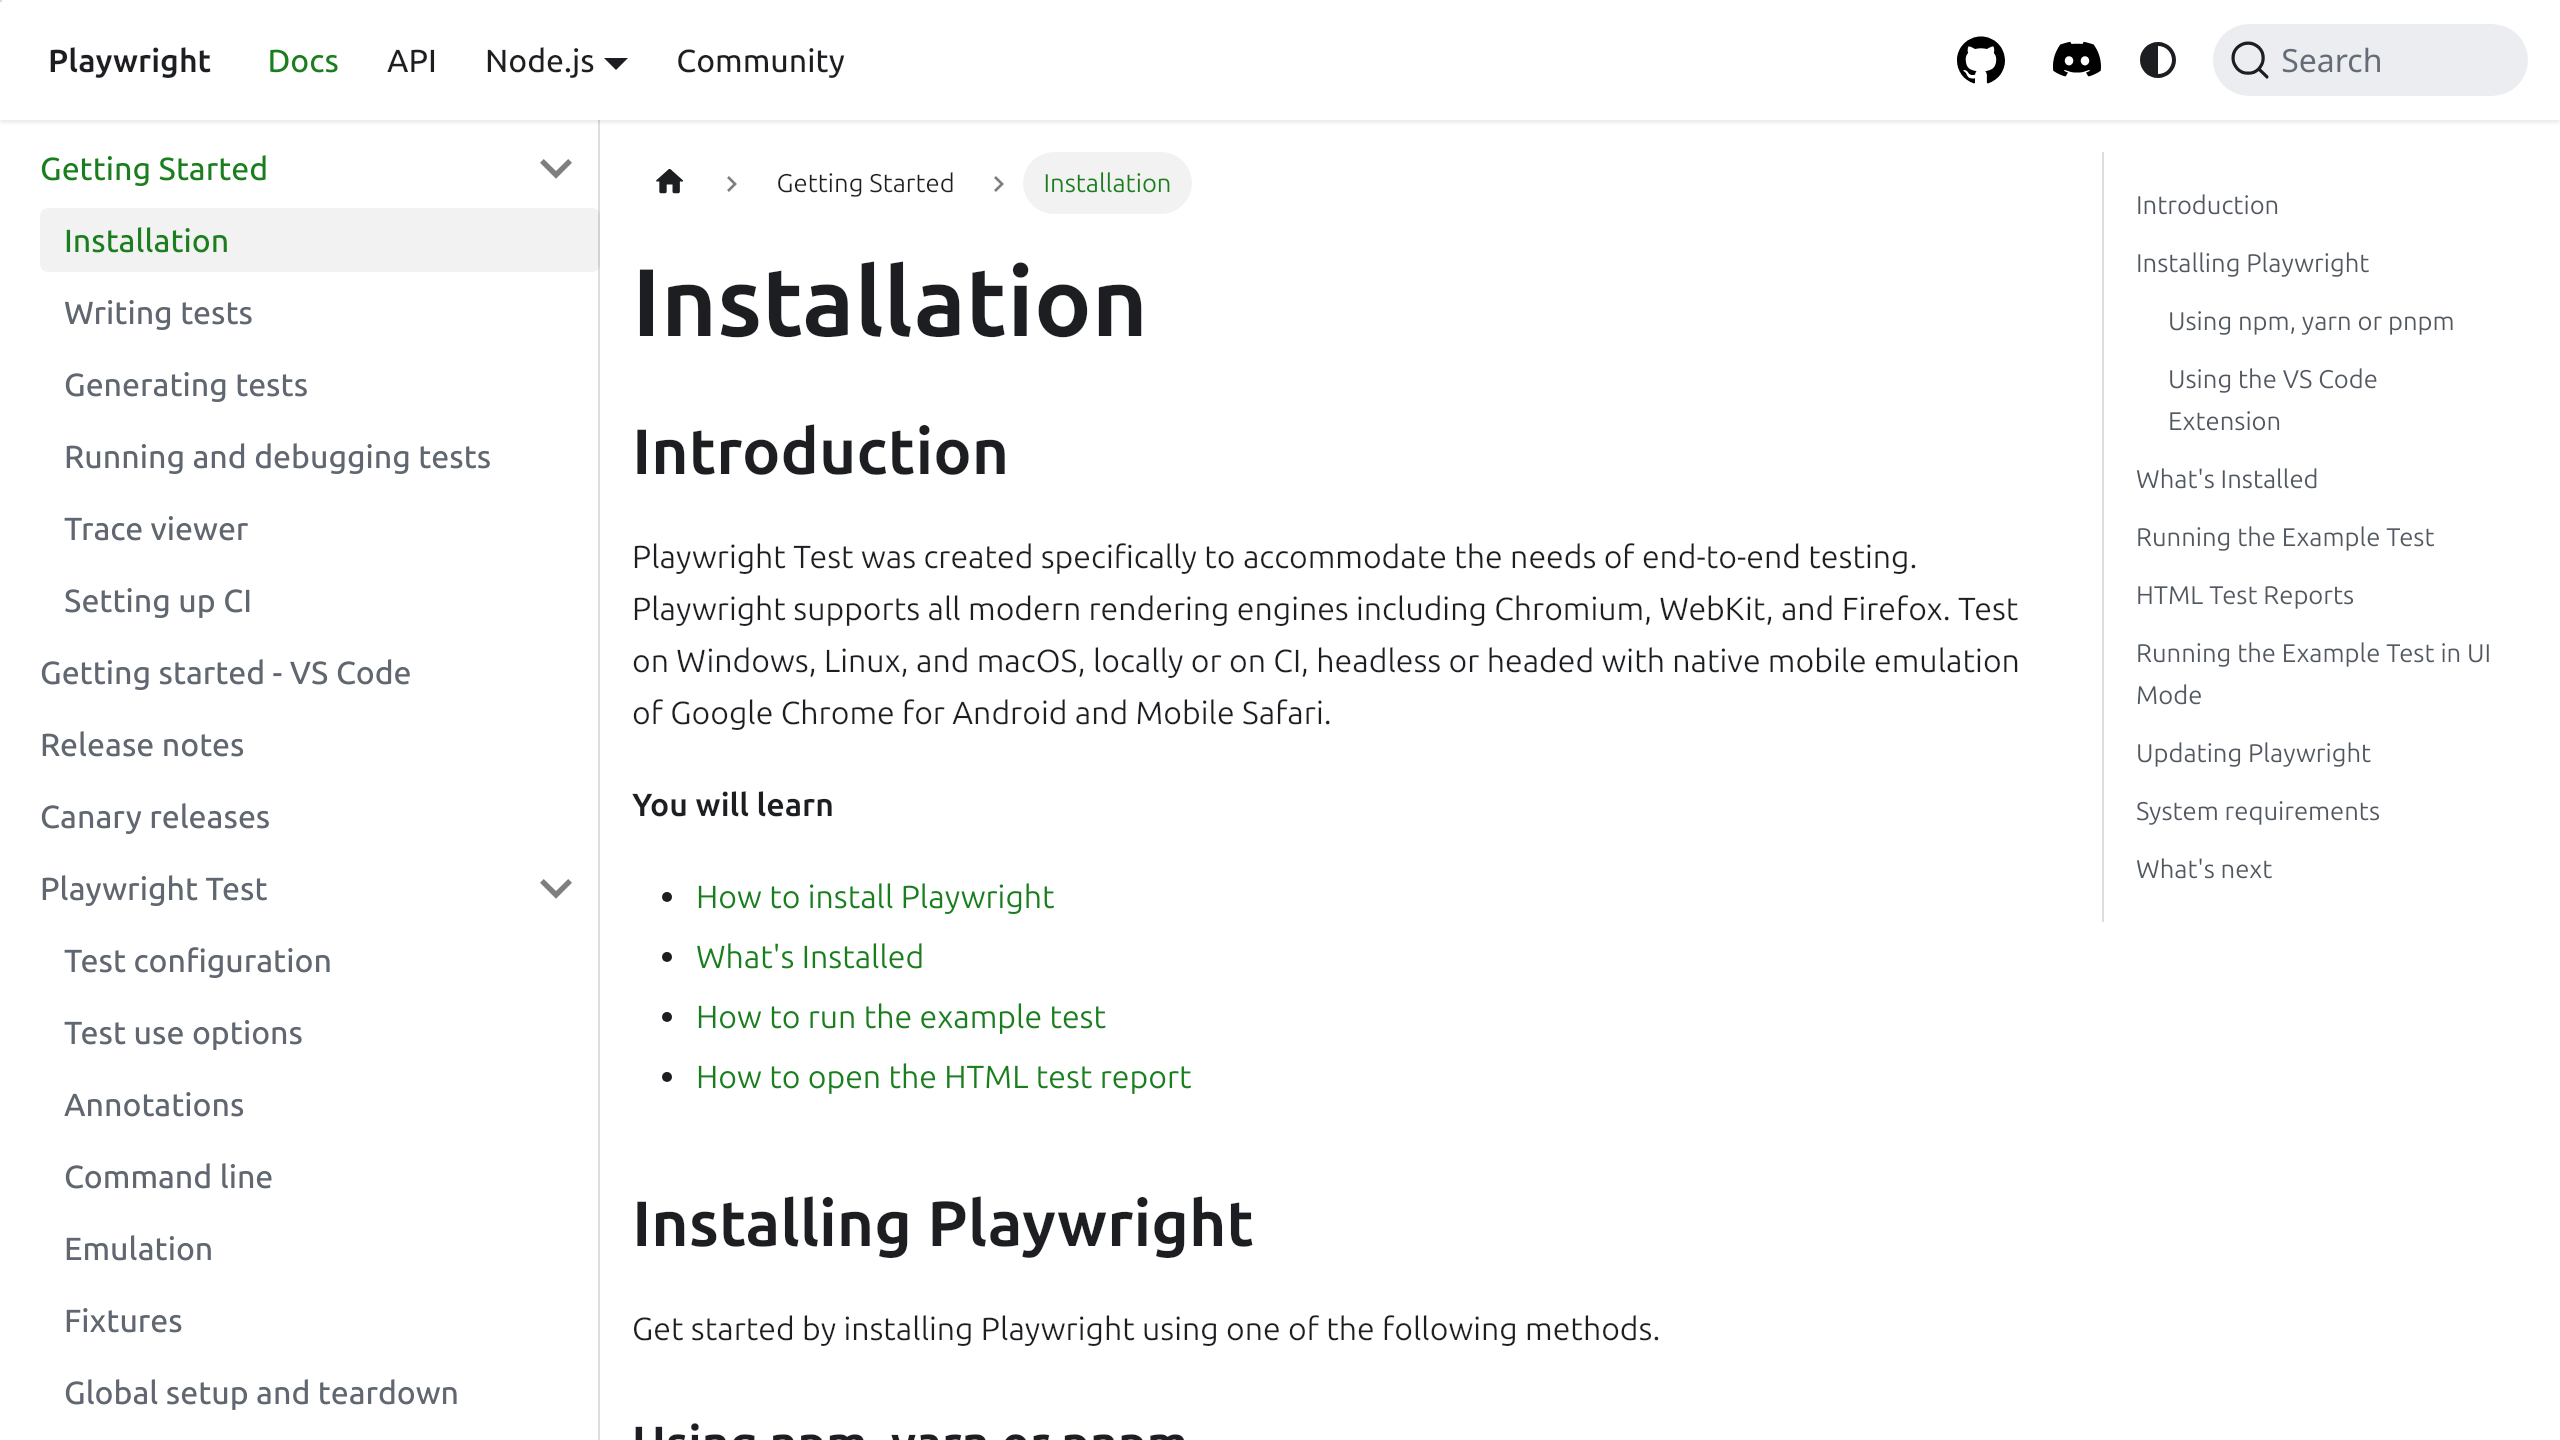 Playwright Docs API Node.js Community Search
Getting Started
Installation
Writing tests
Generating tests
Running and debugging tests
Trace viewer
Setting up CI
Getting started - VS Code
Release notes
Canary releases
Playwright Test
Test configuration
Test use options
Annotations
Command line
Emulation
Fixtures
Global setup and teardown
Getting Started Installation
Installation
Introduction
Playwright Test was created specifically to accommodate the needs of end-to-end testing.
Playwright supports all modern rendering engines including Chromium, WebKit, and Firefox. Test
on Windows, Linux, and macOS, locally or on CI, headless or headed with native mobile emulation
of Google Chrome for Android and Mobile Safari.
You will learn
How to install Playwright
What's Installed
How to run the example test
How to open the HTML test report
Installing Playwright
Get started by installing Playwright using one of the following methods.
Using npm, yarn or pnpm
Introduction
Installing Playwright
Using npm, yarn or pnpm
Using the VS Code
Extension
What's Installed
Running the Example Test
HTML Test Reports
Running the Example Test in UI
Mode
Updating Playwright
System requirements
What's next